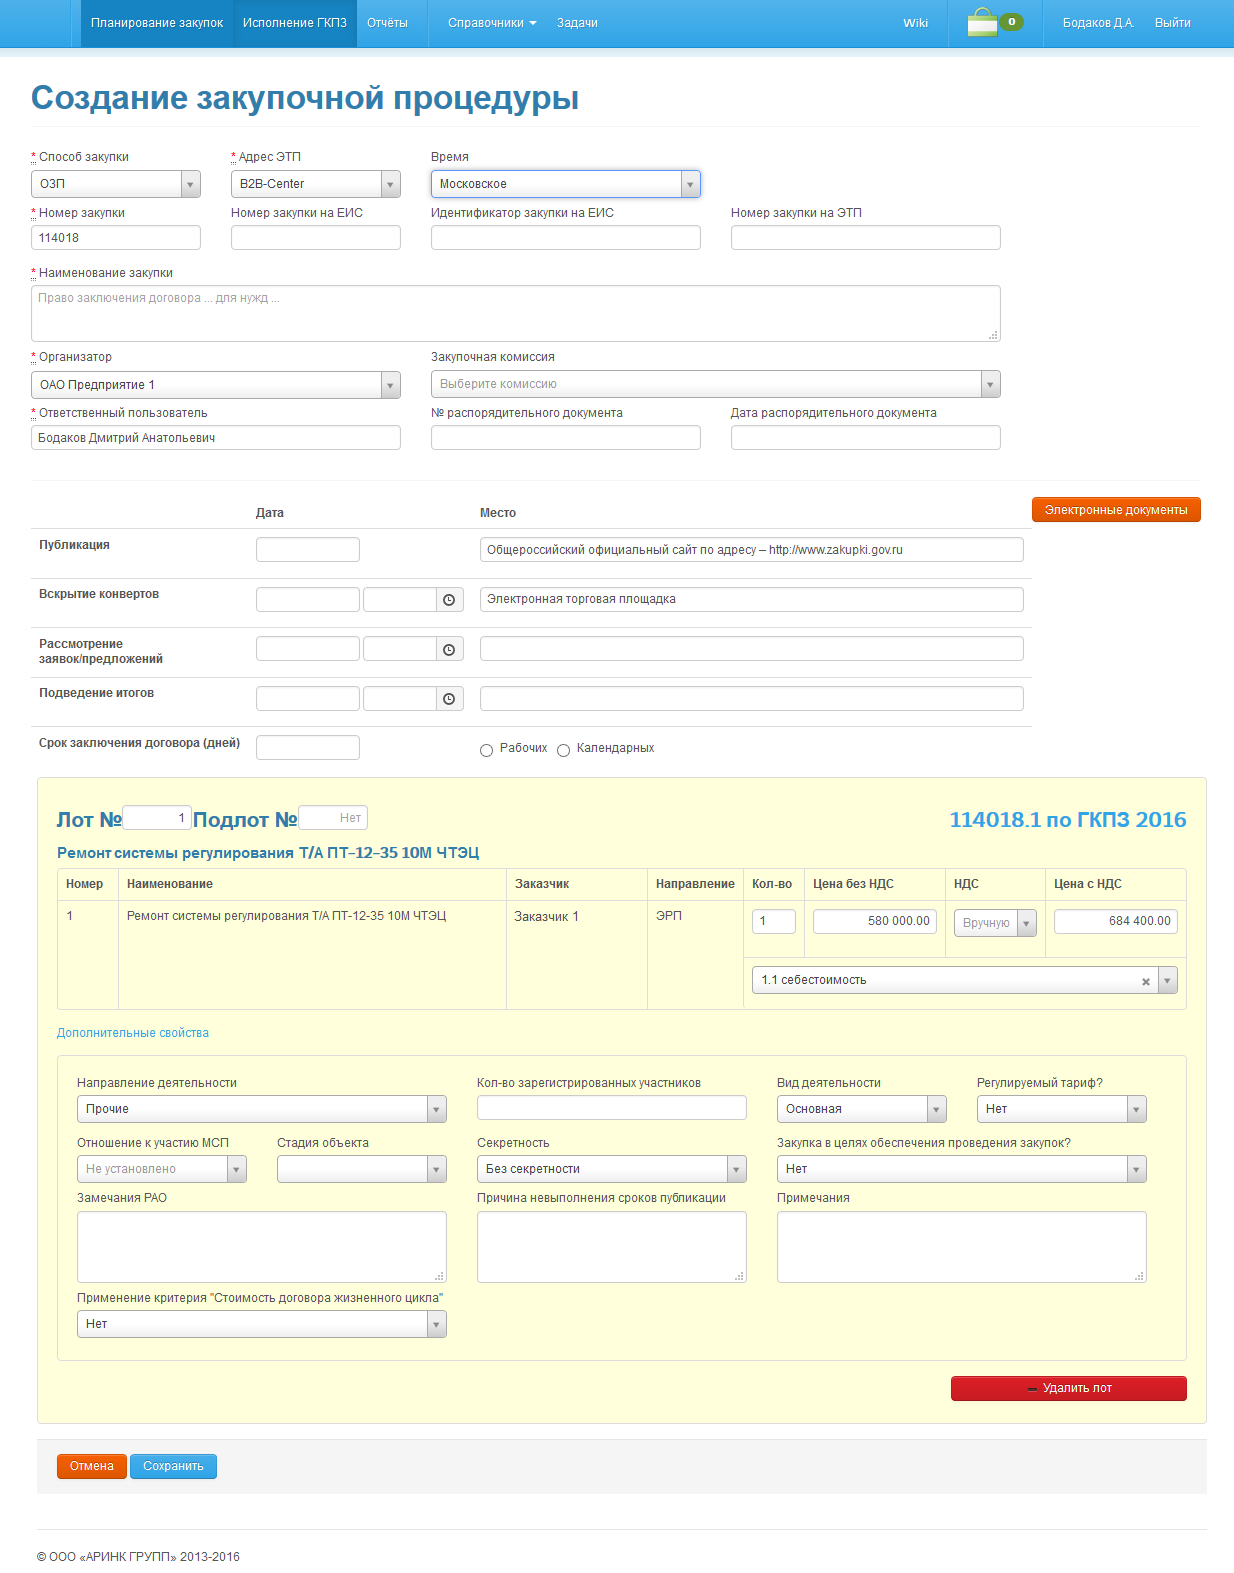 Планирование закупок Исполнение ГКПЗ Отчёты Справочники Задачи Wiki 0 Бодаков Д.А. Выйти
Создание закупочной процедуры
* Способ закупки * Адрес ЭТП Время
ОЗП B2B-Center Московское
* Номер закупки Номер закупки на ЕИС Идентификатор закупки на ЕИС Номер закупки на ЭТП
114018
* Наименование закупки
Право заключения договора ... для нужд ...
* Организатор Закупочная комиссия
ОАО Предприятие 1 Выберите комиссию
* Ответственный пользователь № распорядительного документа Дата распорядительного документа
Бодаков Дмитрий Анатольевич
Дата Место Электронные документы
Публикация Общероссийский официальный сайт по адресу – http://www.zakupki.gov.ru
Вскрытие конвертов Электронная торговая площадка
Рассмотрение
заявок/предложений
Подведение итогов
Срок заключения договора (дней) Рабочих Календарных
Лот № 1 Подлот № Нет 114018.1 по ГКПЗ 2016
Ремонт системы регулирования Т/А ПТ-12-35 10М ЧТЭЦ
Номер Наименование Заказчик Направление Кол-во Цена без НДС НДС Цена с НДС
1 Ремонт системы регулирования Т/А ПТ-12-35 10М ЧТЭЦ Заказчик 1 ЭРП 1 580 000.00 Вручную 684 400.00
1.1 себестоимость
Дополнительные свойства
Направление деятельности Кол-во зарегистрированных участников Вид деятельности Регулируемый тариф?
Прочие Основная Нет
Отношение к участию МСП Стадия объекта Секретность Закупка в целях обеспечения проведения закупок?
Не установлено Без секретности Нет
Замечания РАО Причина невыполнения сроков публикации Примечания
Применение критерия "Стоимость договора жизненного цикла"
Нет
Удалить лот
Отмена Сохранить
© ООО «АРИНК ГРУПП» 2013-2016